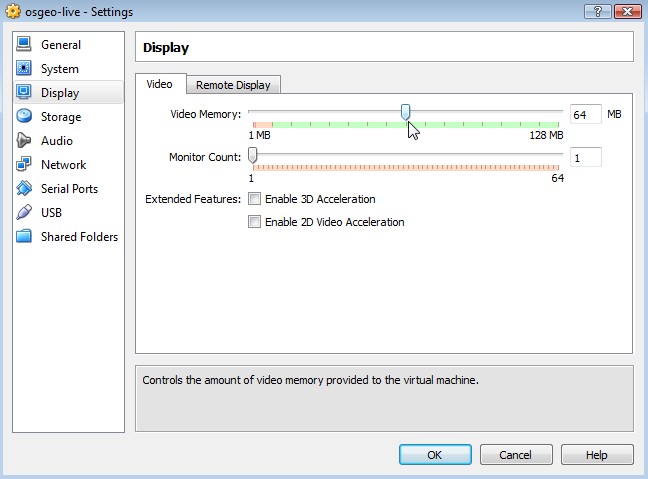 osgeo-live - Settings
General
System
Display
Storage
Audio
Network
Serial Ports
USB
Shared Folders
Display
Video
Remote Display
Video Memory:
64 MB
1 MB
128 MB
Monitor Count:
1
1
64
Extended Features:
Enable 3D Acceleration
Enable 2D Video Acceleration
Controls the amount of video memory provided to the virtual machine.
OK
Cancel
Help